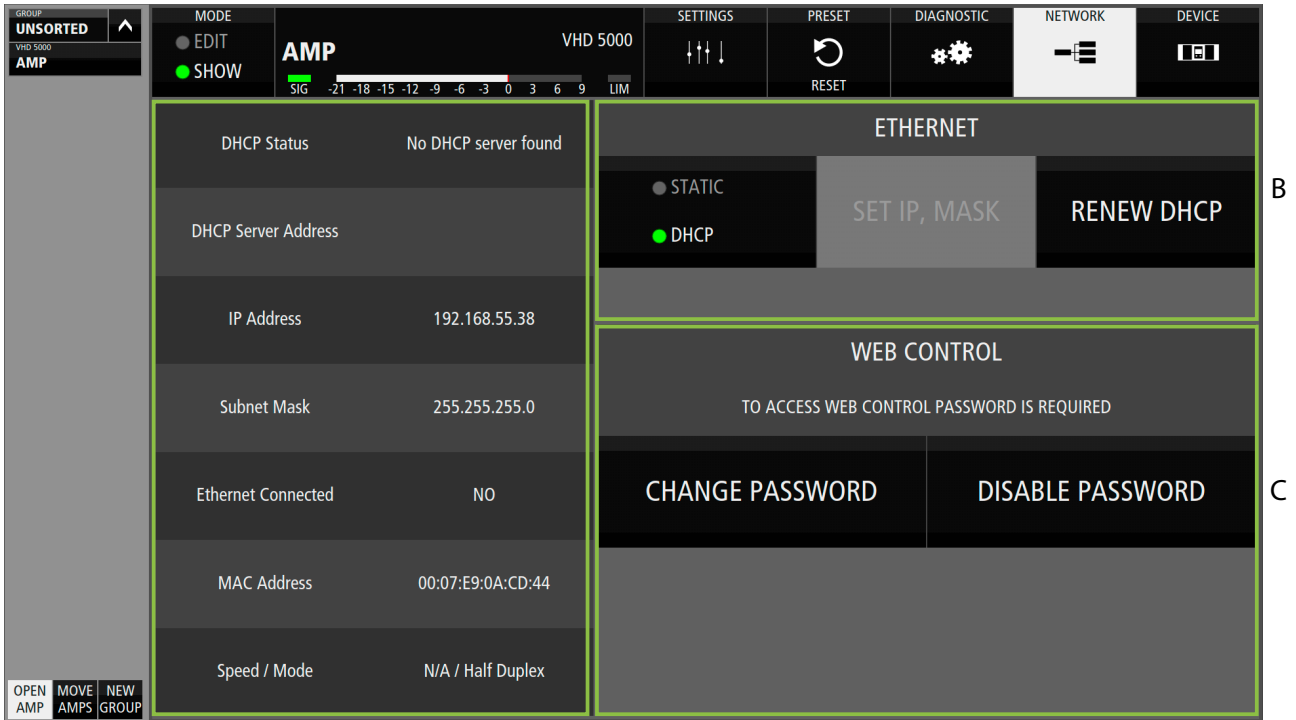 GROUP
UNSORTED
VHD 5000
AMP
MODE
EDIT
SHOW
AMP
VHD 5000
SIG -21 -18 -15 -12 -9 -6 -3 0 3 6 9 LIM
SETTINGS
PRESET
RESET
DIAGNOSTIC
NETWORK
DEVICE
DHCP Status No DHCP server found
DHCP Server Address
IP Address 192.168.55.38
Subnet Mask 255.255.255.0
Ethernet Connected NO
MAC Address 00:07:E9:0A:CD:44
Speed / Mode N/A / Half Duplex
ETHERNET
STATIC
DHCP
SET IP, MASK
RENEW DHCP
B
WEB CONTROL
TO ACCESS WEB CONTROL PASSWORD IS REQUIRED
CHANGE PASSWORD
DISABLE PASSWORD
C
OPEN AMP
MOVE AMPS
NEW GROUP